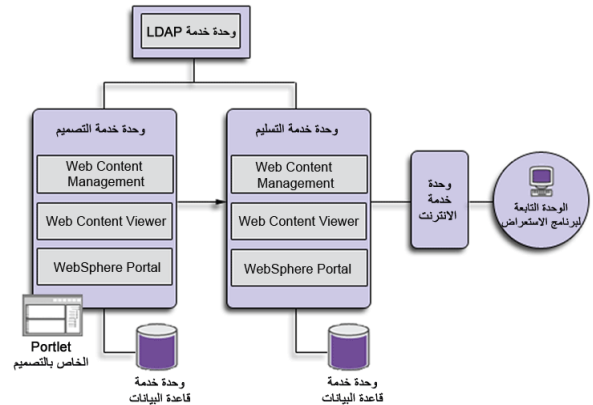 وحدة خدمة LDAP
وحدة خدمة التصميم
Web Content
Management
Web Content Viewer
WebSphere Portal
Portlet
الخاص بالتصميم
وحدة خدمة
قاعدة البيانات
وحدة خدمة التسليم
Web Content
Management
Web Content Viewer
WebSphere Portal
وحدة خدمة
قاعدة البيانات
وحدة
خدمة
الانترنت
الوحدة التابعة
لبرنامج الاستعراض